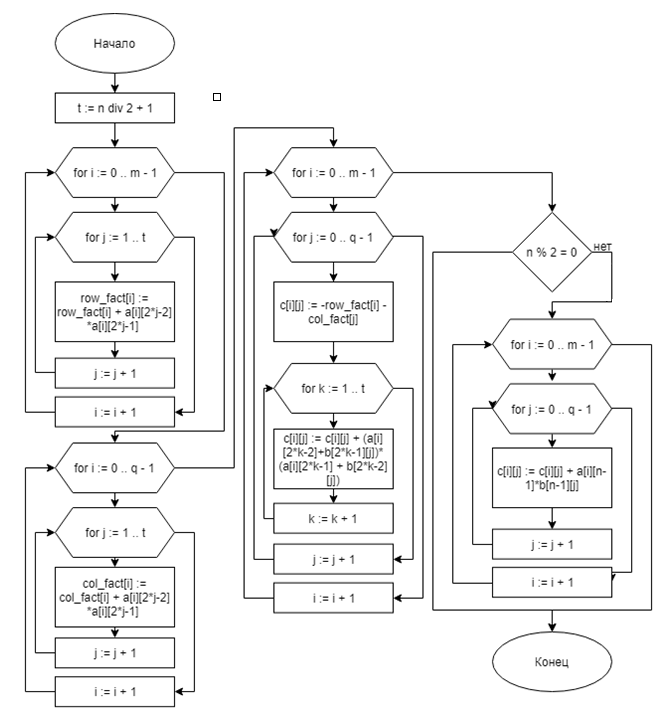 Начало
t := n div 2 + 1
for i := 0 .. m - 1
for j := 1 .. t
row_fact[i] :=
row_fact[i] + a[i][2*j-2]
*a[i][2*j-1]
j := j + 1
i := i + 1
for i := 0 .. q - 1
for j := 1 .. t
col_fact[i] :=
col_fact[i] + a[i][2*j-2]
*a[i][2*j-1]
j := j + 1
i := i + 1
for i := 0 .. m - 1
for j := 0 .. q - 1
c[i][j] := -row_fact[i] -
col_fact[j]
for k := 1 .. t
c[i][j] := c[i][j] + (a[i]
[2*k-2]+b[2*k-1][j])*
(a[i][2*k-1] + b[2*k-2]
[j])
k := k + 1
j := j + 1
i := i + 1
n % 2 = 0
нет
for i := 0 .. m - 1
for j := 0 .. q - 1
c[i][j] := c[i][j] + a[i][n-
1]*b[n-1][j]
j := j + 1
i := i + 1
Конец